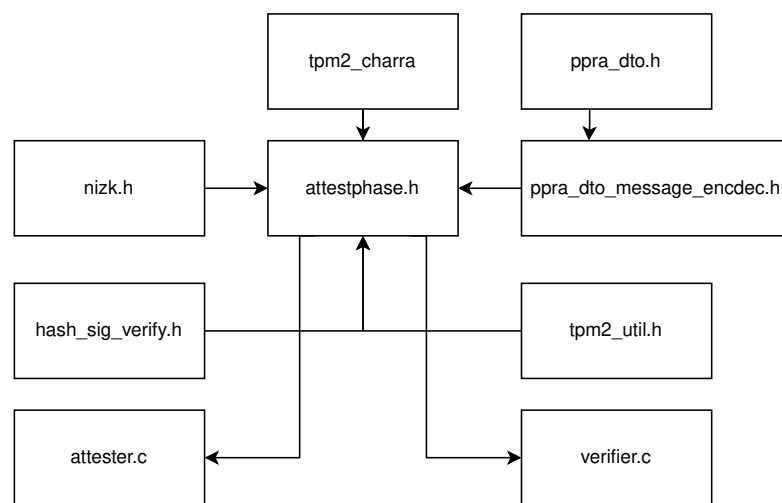 tpm2_charra
ppra_dto.h
nizk.h
attestphase.h
ppra_dto_message_encdec.h
hash_sig_verify.h
tpm2_util.h
attester.c
verifier.c